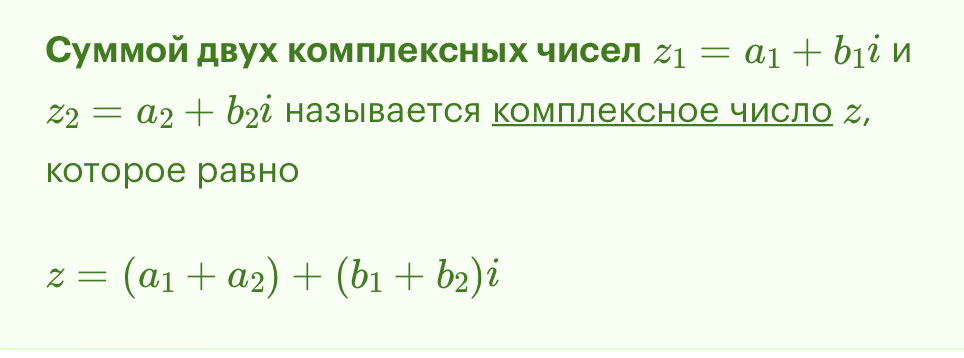 Суммой двух комплексных чисел z₁ = a₁ + b₁i и
z₂ = a₂ + b₂i называется комплексное число z,
которое равно
z = (a₁ + a₂) + (b₁ + b₂)i